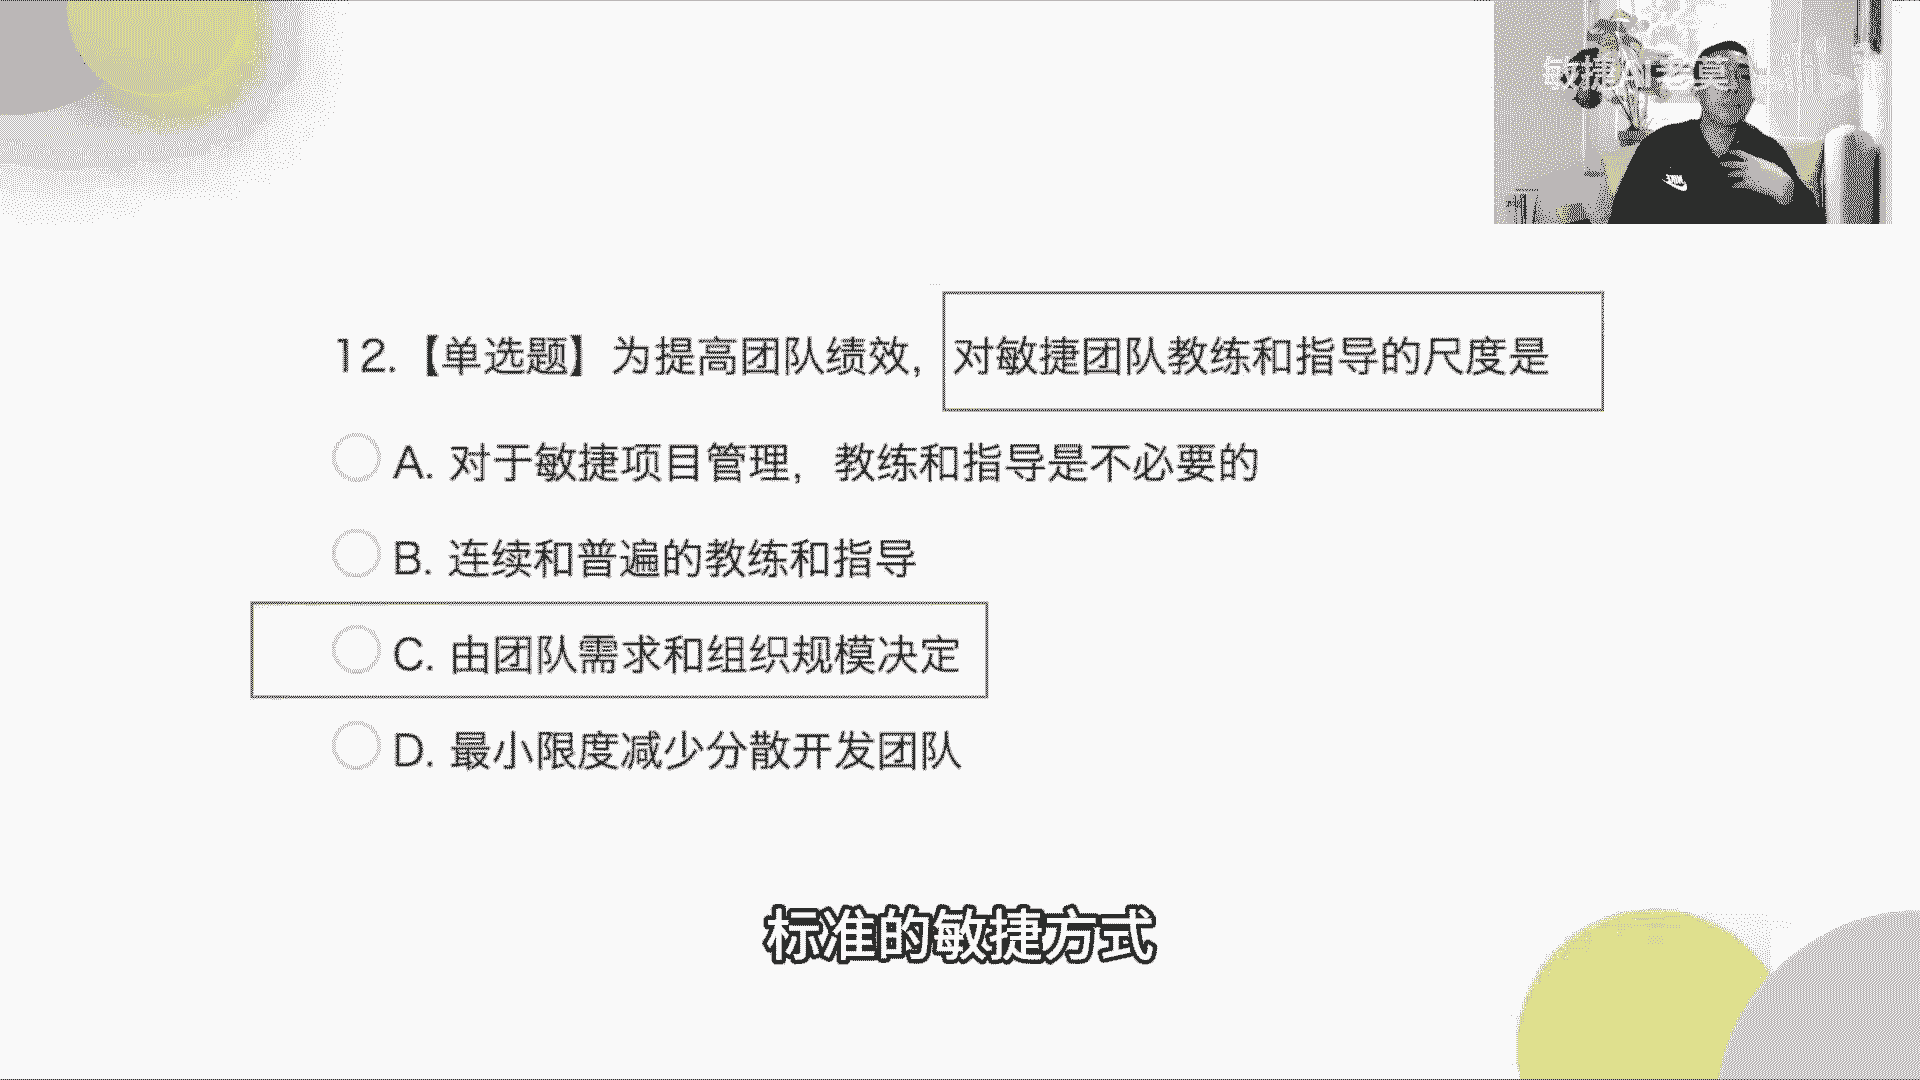 敏捷AI老莫
12.【单选题】为提高团队绩效，对敏捷团队教练和指导的尺度是
A. 对于敏捷项目管理，教练和指导是不必要的
B. 连续和普遍的教练和指导
C. 由团队需求和组织规模决定
D. 最小限度减少分散开发团队
标准的敏捷方式